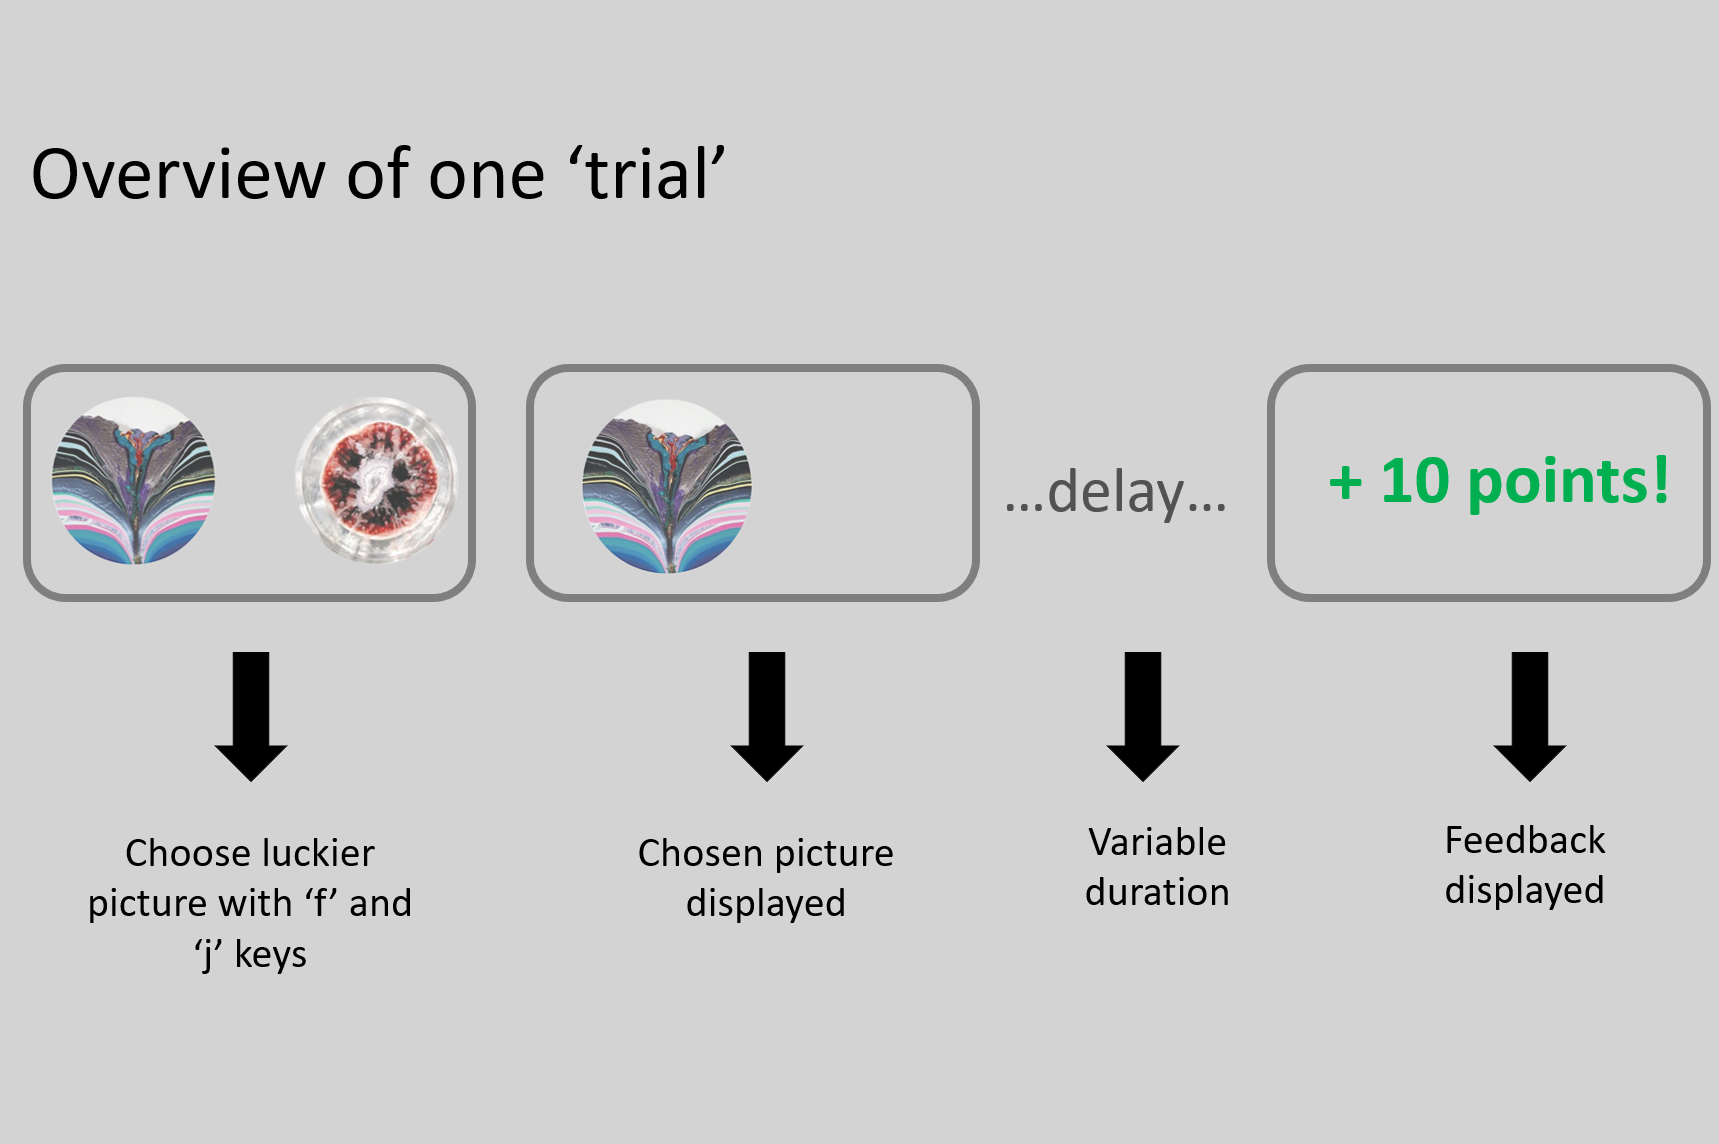 Overview of one ‘trial’
…delay…
+ 10 points!
Choose luckier
picture with ‘f’ and
‘j’ keys
Chosen picture
displayed
Variable
duration
Feedback
displayed